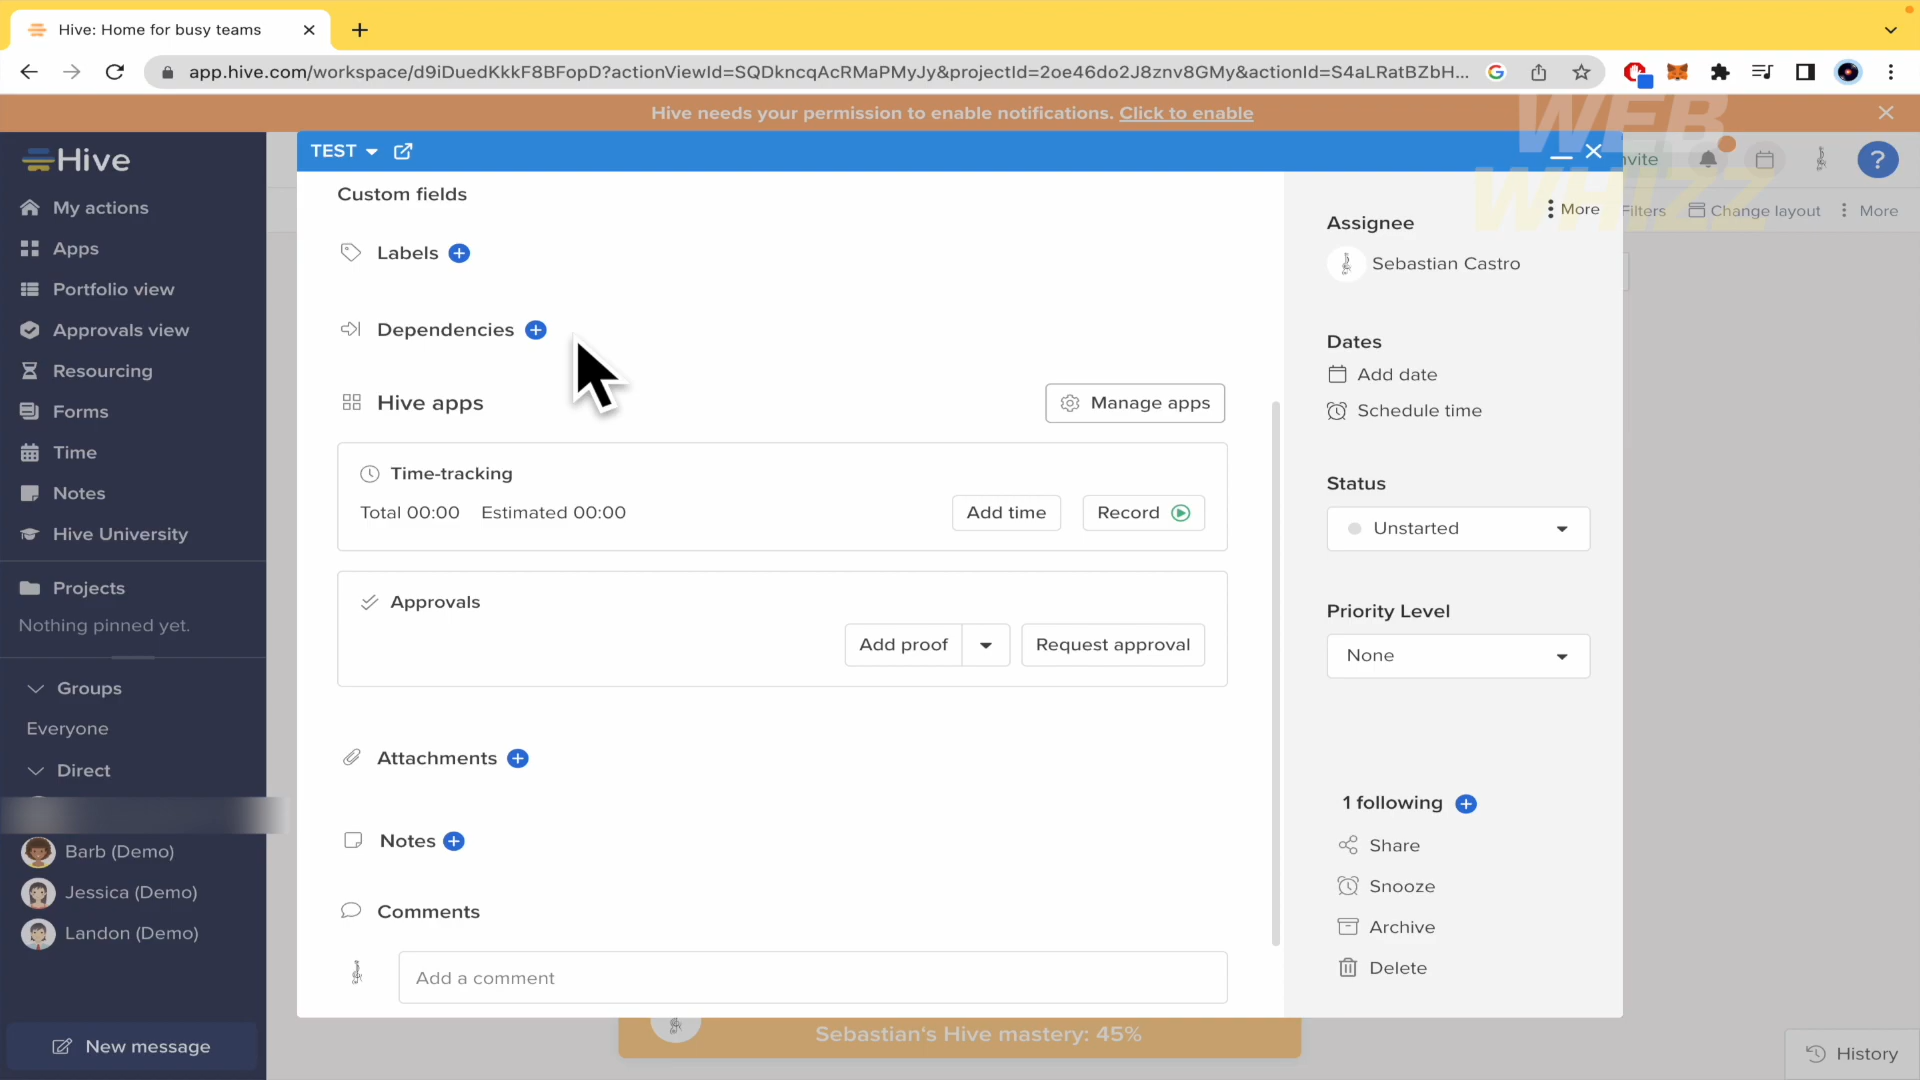 Hive: Home for busy teams
app.hive.com/workspace/d9iDuedKkkF8BFopD?actionViewId=SQDkncqAcRMaPMyJy&projectId=2oe46do2J8znv8GMy&actionId=S4aLRatBZbH...
Hive needs your permission to enable notifications. Click to enable
WEB
WHIZZ
Hive
TEST
nvite
?
My actions
Apps
Portfolio view
Approvals view
Resourcing
Forms
Time
Notes
Hive University
Projects
Nothing pinned yet.
Groups
Everyone
Direct
Barb (Demo)
Jessica (Demo)
Landon (Demo)
New message
Custom fields
Labels
Dependencies
Hive apps
Manage apps
Time-tracking
Total 00:00 Estimated 00:00
Add time
Record
Approvals
Add proof
Request approval
Attachments
Notes
Comments
Add a comment
More
Filters
Change layout
More
Assignee
Sebastian Castro
Dates
Add date
Schedule time
Status
Unstarted
Priority Level
None
1 following
Share
Snooze
Archive
Delete
Sebastian's Hive mastery: 45%
History